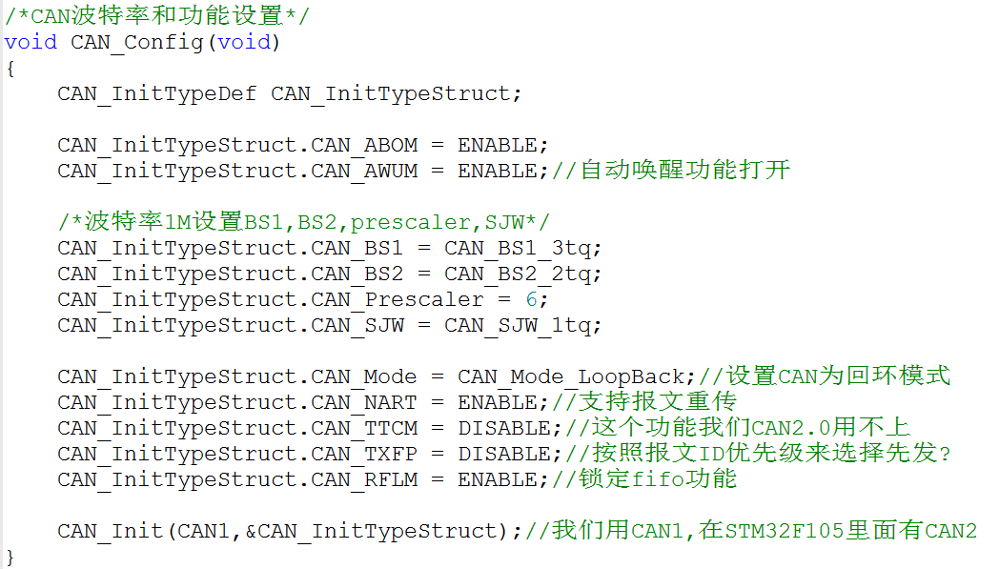 /*CAN波特率和功能设置*/
void CAN_Config(void)
{
    CAN_InitTypeDef CAN_InitTypeStruct;

    CAN_InitTypeStruct.CAN_ABOM = ENABLE;
    CAN_InitTypeStruct.CAN_AWUM = ENABLE;//自动唤醒功能打开

    /*波特率1M设置BS1,BS2,prescaler,SJW*/
    CAN_InitTypeStruct.CAN_BS1 = CAN_BS1_3tq;
    CAN_InitTypeStruct.CAN_BS2 = CAN_BS2_2tq;
    CAN_InitTypeStruct.CAN_Prescaler = 6;
    CAN_InitTypeStruct.CAN_SJW = CAN_SJW_1tq;

    CAN_InitTypeStruct.CAN_Mode = CAN_Mode_LoopBack;//设置CAN为回环模式
    CAN_InitTypeStruct.CAN_NART = ENABLE;//支持报文重传
    CAN_InitTypeStruct.CAN_TTCM = DISABLE;//这个功能我们CAN2.0用不上
    CAN_InitTypeStruct.CAN_TXFP = DISABLE;//按照报文ID优先级来选择先发?
    CAN_InitTypeStruct.CAN_RFLM = ENABLE;//锁定fifo功能

    CAN_Init(CAN1,&CAN_InitTypeStruct);//我们用CAN1,在STM32F105里面有CAN2
}